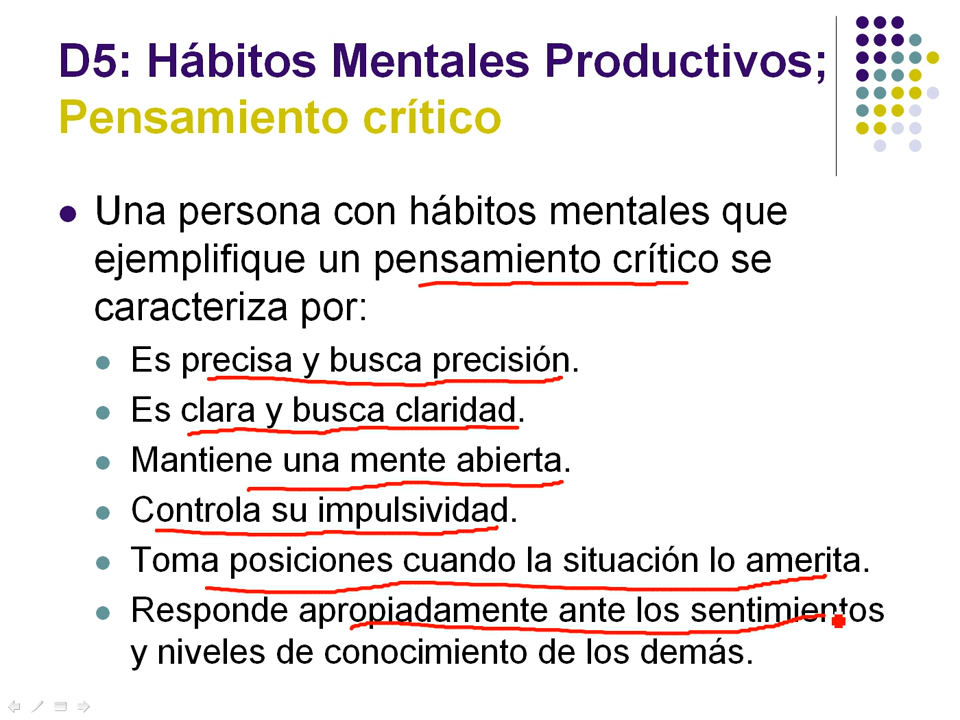 D5: Hábitos Mentales Productivos;
Pensamiento crítico
Una persona con hábitos mentales que
ejemplifique un pensamiento crítico se
caracteriza por:
Es precisa y busca precisión.
Es clara y busca claridad.
Mantiene una mente abierta.
Controla su impulsividad.
Toma posiciones cuando la situación lo amerita.
Responde apropiadamente ante los sentimientos
y niveles de conocimiento de los demás.